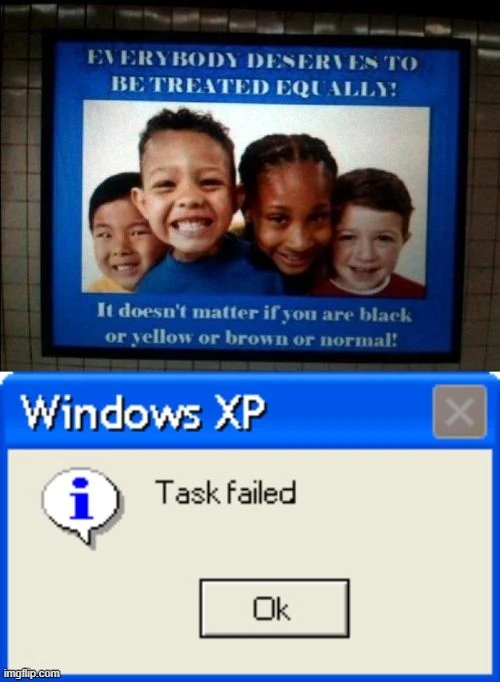 EVERYBODY DESERVES TO
BE TREATED EQUALLY!
It doesn't matter if you are black
or yellow or brown or normal!
Windows XP
Task failed
Ok
imgflip.com